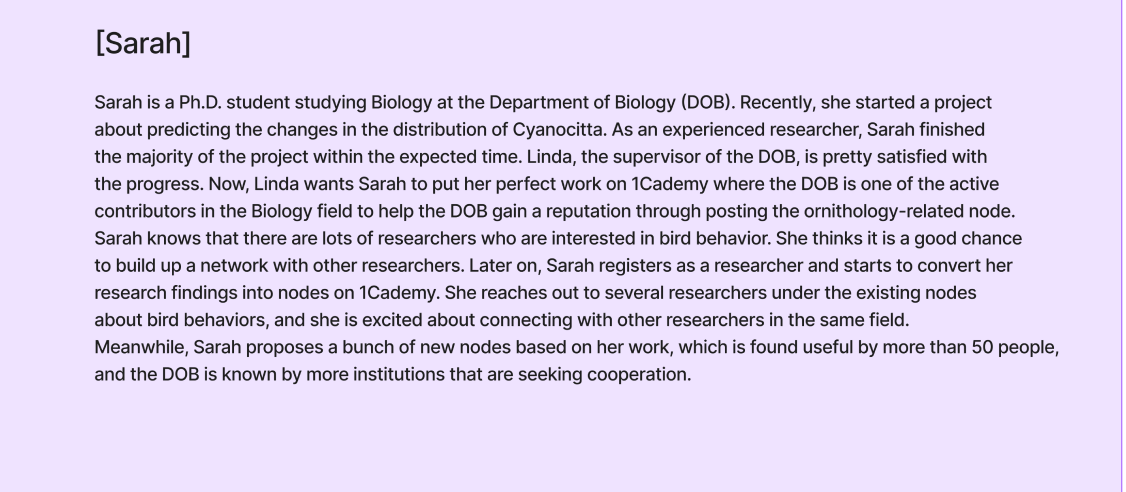 [Sarah]
Sarah is a Ph.D. student studying Biology at the Department of Biology (DOB). Recently, she started a project
about predicting the changes in the distribution of Cyanocitta. As an experienced researcher, Sarah finished
the majority of the project within the expected time. Linda, the supervisor of the DOB, is pretty satisfied with
the progress. Now, Linda wants Sarah to put her perfect work on 1Cademy where the DOB is one of the active
contributors in the Biology field to help the DOB gain a reputation through posting the ornithology-related node.
Sarah knows that there are lots of researchers who are interested in bird behavior. She thinks it is a good chance
to build up a network with other researchers. Later on, Sarah registers as a researcher and starts to convert her
research findings into nodes on 1Cademy. She reaches out to several researchers under the existing nodes
about bird behaviors, and she is excited about connecting with other researchers in the same field.
Meanwhile, Sarah proposes a bunch of new nodes based on her work, which is found useful by more than 50 people,
and the DOB is known by more institutions that are seeking cooperation.